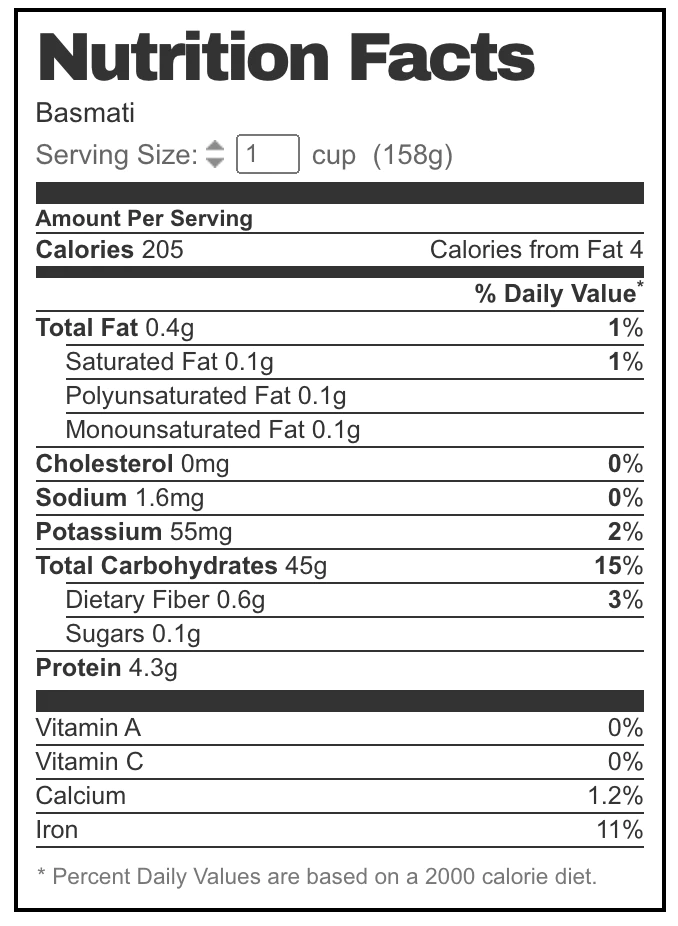 Nutrition Facts
Basmati
Serving Size: 1 cup (158g)
Amount Per Serving
Calories 205 Calories from Fat 4
% Daily Value*
Total Fat 0.4g 1%
Saturated Fat 0.1g 1%
Polyunsaturated Fat 0.1g
Monounsaturated Fat 0.1g
Cholesterol 0mg 0%
Sodium 1.6mg 0%
Potassium 55mg 2%
Total Carbohydrates 45g 15%
Dietary Fiber 0.6g 3%
Sugars 0.1g
Protein 4.3g
Vitamin A 0%
Vitamin C 0%
Calcium 1.2%
Iron 11%
* Percent Daily Values are based on a 2000 calorie diet.